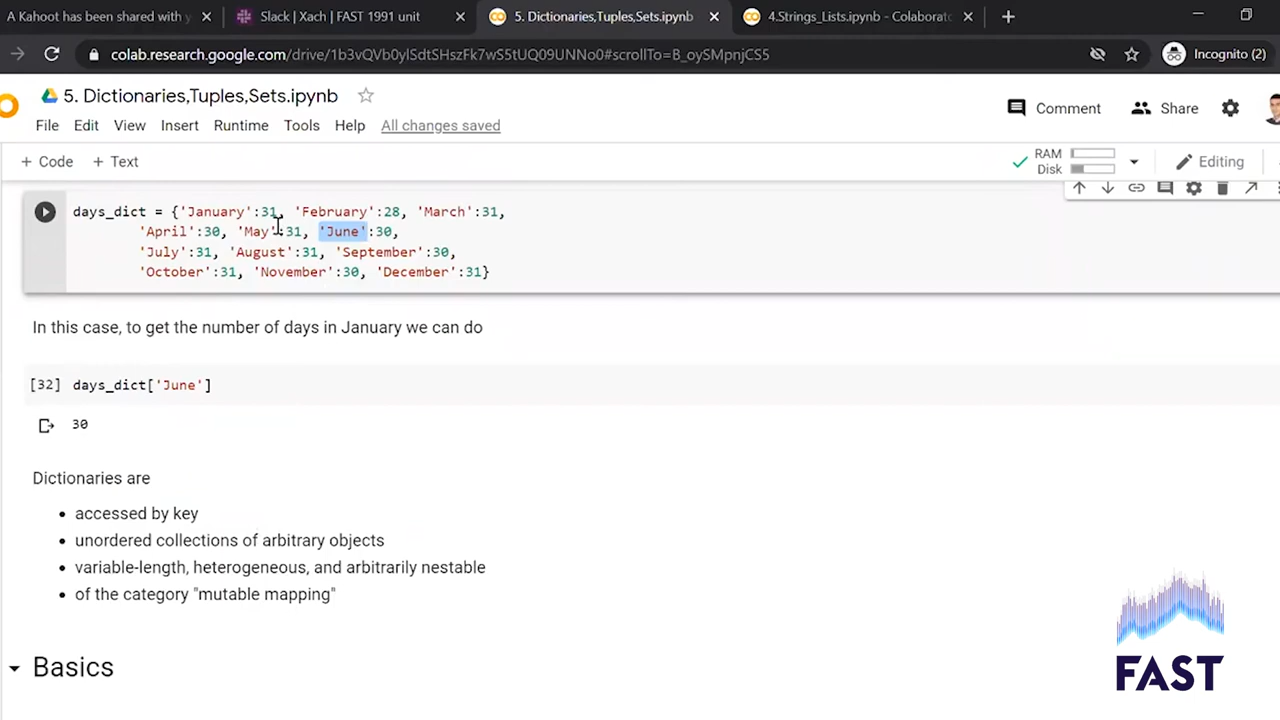 A Kahoot has been shared with y
Slack | Xach | FAST 1991 unit
5. Dictionaries,Tuples,Sets.ipynb
4.Strings_Lists.ipynb - Colaborato
colab.research.google.com/drive/1b3vQVb0ylSdtSHszFk7wS5tUQ09UNNo0#scrollTo=B_oySMpnjCS5
Incognito (2)
5. Dictionaries,Tuples,Sets.ipynb
Comment
Share
File Edit View Insert Runtime Tools Help All changes saved
+ Code + Text
RAM
Disk
Editing
days_dict = {'January':31, 'February':28, 'March':31,
'April':30, 'May':31, 'June':30,
'July':31, 'August':31, 'September':30,
'October':31, 'November':30, 'December':31}
In this case, to get the number of days in January we can do
[32] days_dict['June']
30
Dictionaries are
• accessed by key
• unordered collections of arbitrary objects
• variable-length, heterogeneous, and arbitrarily nestable
• of the category "mutable mapping"
Basics
FAST